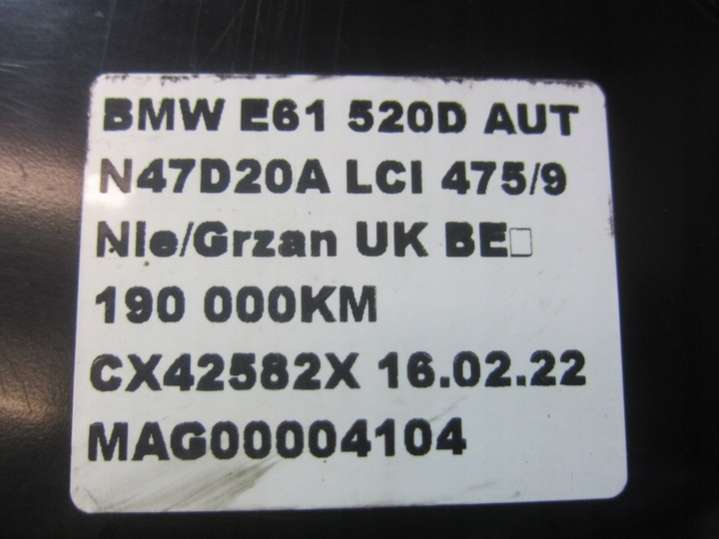 BMW E61 520D AUT
N47D20A LCI 475/9
Nie/Grzan UK BE□
190 000KM
CX42582X 16.02.22
MAG00004104